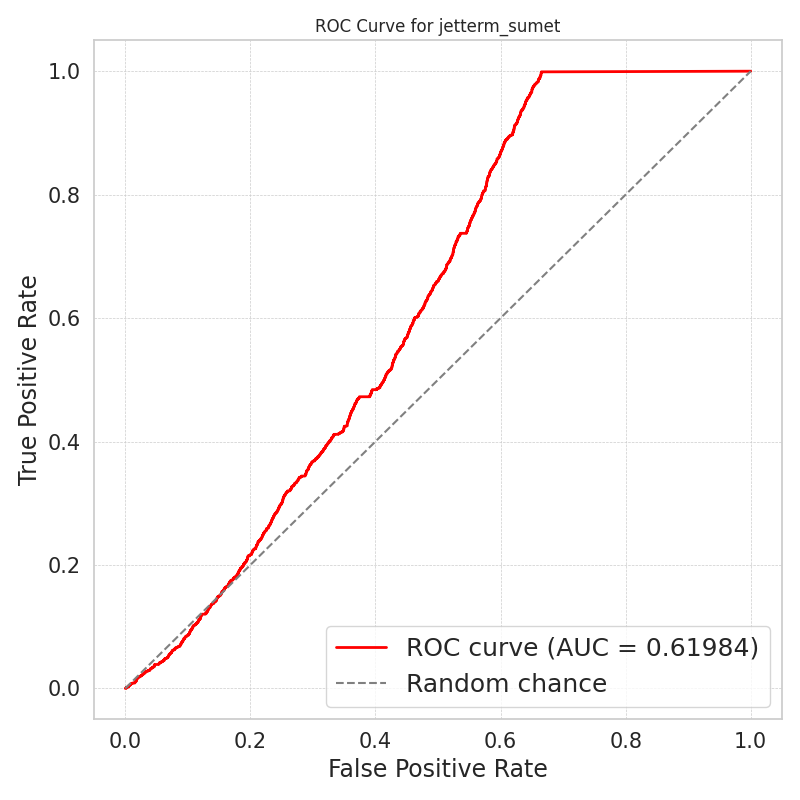 ROC Curve for jetterm_sumet
True Positive Rate
1.0
0.8
0.6
0.4
0.2
0.0
ROC curve (AUC = 0.61984)
Random chance
0.0 0.2 0.4 0.6 0.8 1.0
False Positive Rate